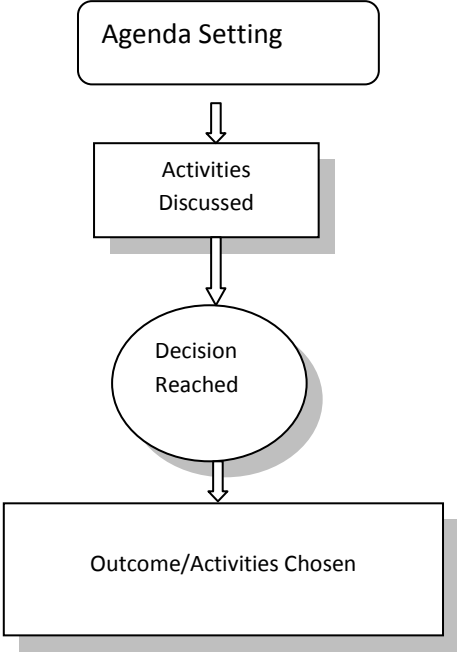 Agenda Setting
Activities
Discussed
Decision
Reached
Outcome/Activities Chosen